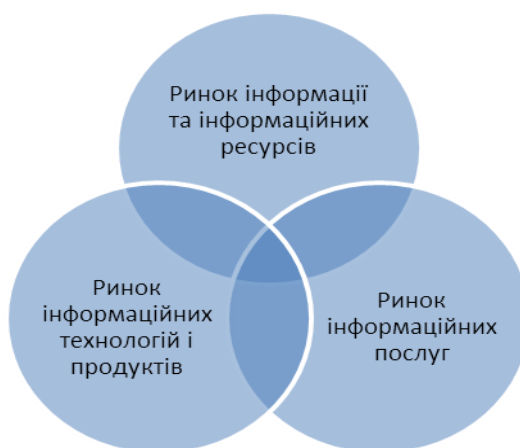 Ринок інформації
та інформаційних
ресурсів
Ринок
інформаційних
технологій і
продуктів
Ринок
інформаційних
послуг